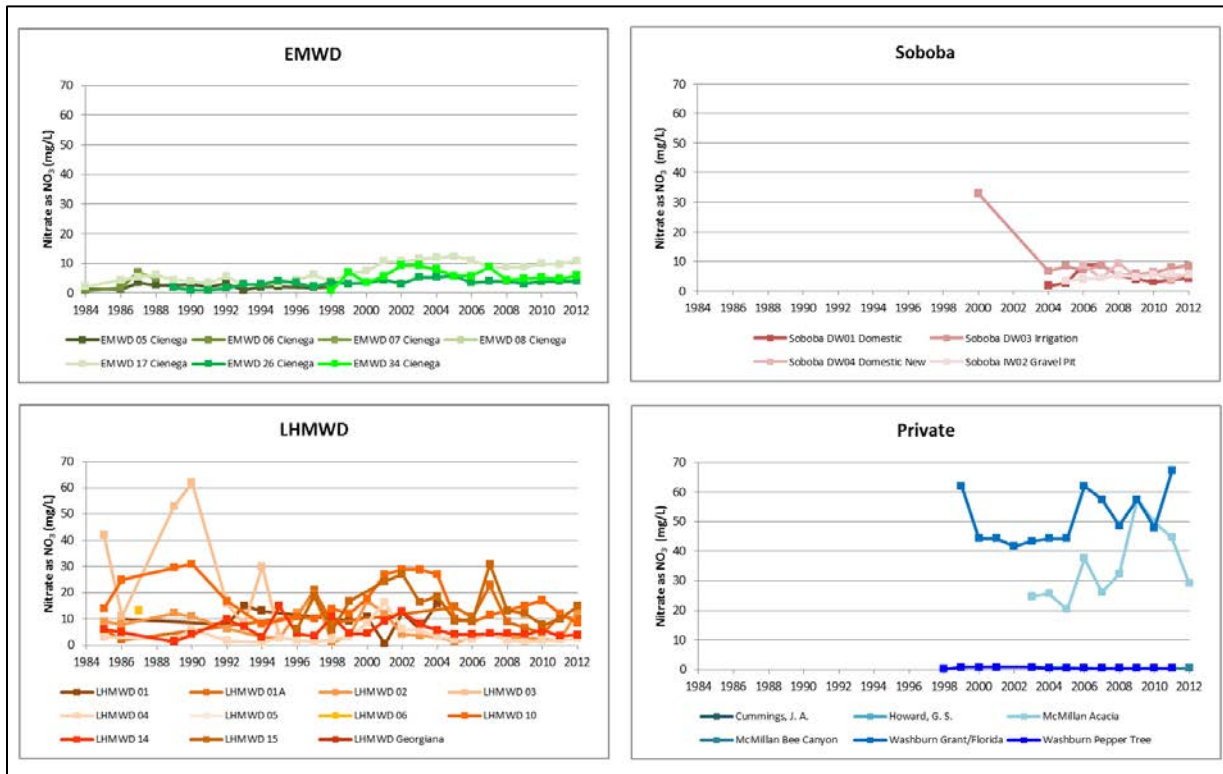 EMWD
Nitrate as NO₃ (mg/L)
70
60
50
40
30
20
10
0
1984 1986 1988 1990 1992 1994 1996 1998 2000 2002 2004 2006 2008 2010 2012
EMWD 05 Cienega EMWD 06 Cienega EMWD 07 Cienega EMWD 08 Cienega
EMWD 17 Cienega EMWD 26 Cienega EMWD 34 Cienega
Soboba
Nitrate as NO₃ (mg/L)
70
60
50
40
30
20
10
0
1984 1986 1988 1990 1992 1994 1996 1998 2000 2002 2004 2006 2008 2010 2012
Soboba DW01 Domestic Soboba DW03 Irrigation
Soboba DW04 Domestic New Soboba IW02 Gravel Pit
LHMWD
Nitrate as NO₃ (mg/L)
70
60
50
40
30
20
10
0
1984 1986 1988 1990 1992 1994 1996 1998 2000 2002 2004 2006 2008 2010 2012
LHMWD 01 LHMWD 01A LHMWD 02 LHMWD 03
LHMWD 04 LHMWD 05 LHMWD 06 LHMWD 10
LHMWD 14 LHMWD 15 LHMWD Georgiana
Private
Nitrate as NO₃ (mg/L)
70
60
50
40
30
20
10
0
1984 1986 1988 1990 1992 1994 1996 1998 2000 2002 2004 2006 2008 2010 2012
Cummings, J. A. Howard, G. S. McMillan Acacia
McMillan Bee Canyon Washburn Grant/Florida Washburn Pepper Tree